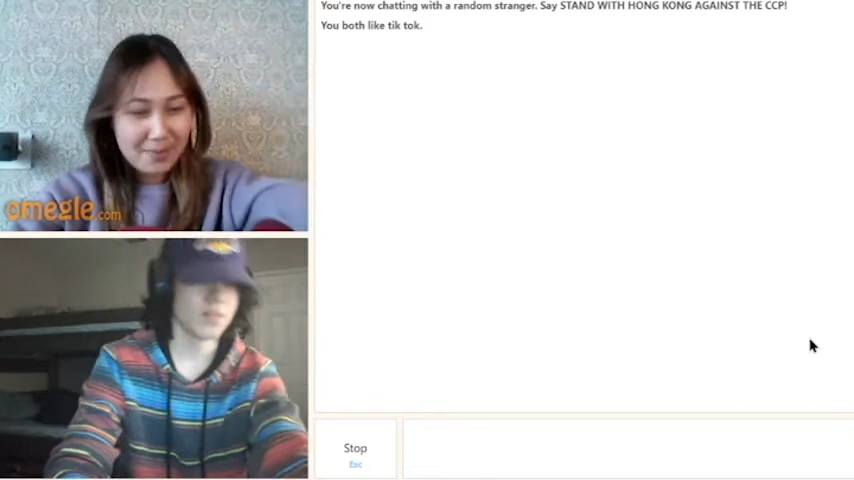 You're now chatting with a random stranger. Say STAND WITH HONG KONG AGAINST THE CCP!
You both like tik tok.
omegle.com
Stop
Esc